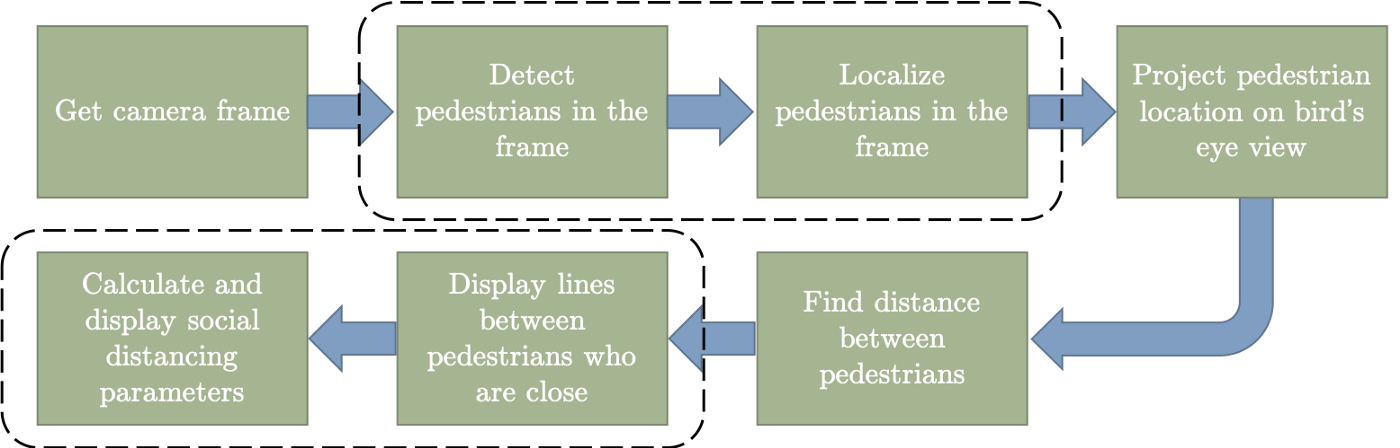 Get camera frame
Detect
pedestrians in the
frame
Localize
pedestrians in the
frame
Project pedestrian
location on bird's
eye view
Find distance
between
pedestrians
Display lines
between
pedestrians who
are close
Calculate and
display social
distancing
parameters